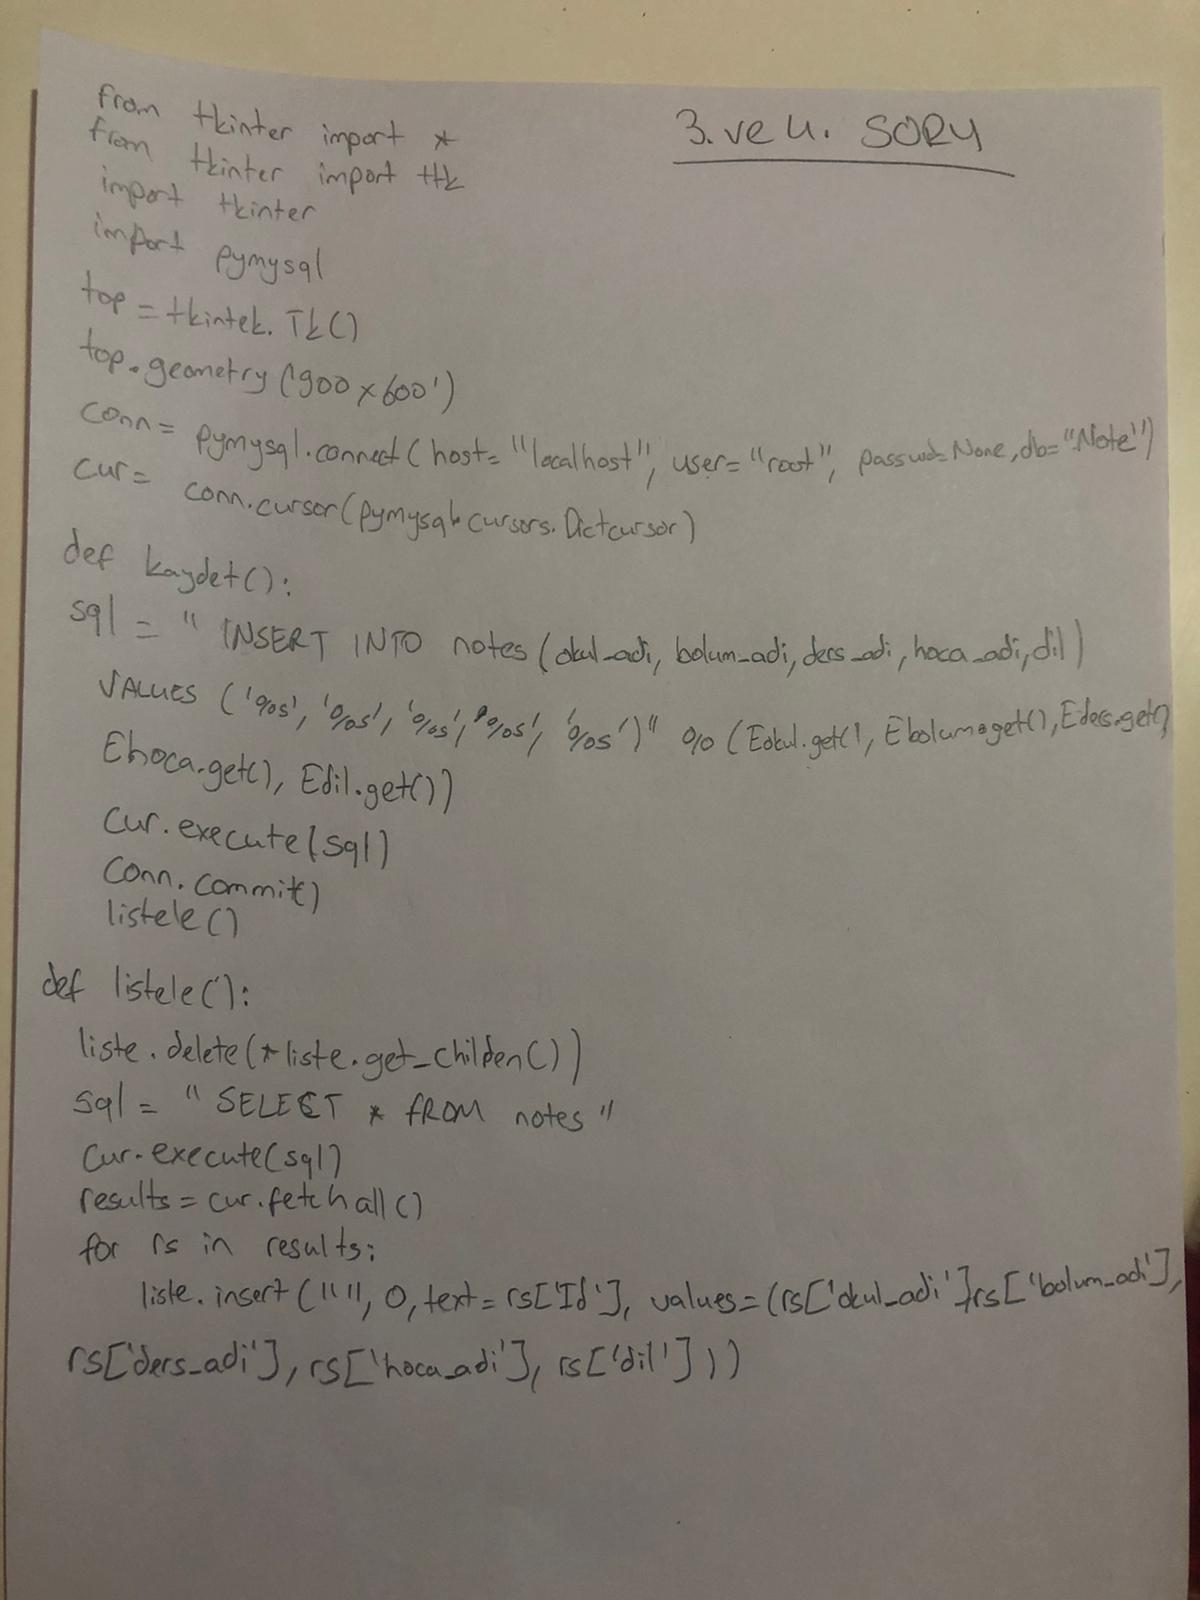 3. ve 4. SORU
from tkinter import *
from tkinter import ttk
import tkinter
import pymysql
top = tkintek. Tk()
top.geometry('900x600')
conn = pymysql.connect(host="localhost", user="root", passwd=None, db="Note")
cur = conn.cursor(pymysql.cursors.Dictcursor)
def kaydet():
sql = "INSERT INTO notes (okul_adi, bolum_adi, ders_adi, hoca_adi, dil)
VALUES ('%s', '%s', '%s', '%s', '%s')" % (Eokul.get(), Ebolum.get(), Eders.get(),
Ehoca.get(), Edil.get())
cur.execute(sql)
conn.commit()
listele()
def listele():
liste.delete(*liste.get_childen())
sql = "SELECT * FROM notes"
cur.execute(sql)
results = cur.fetchall()
for rs in results:
liste.insert("", 0, text=rs['Id'], values=(rs['okul_adi'], rs['bolum_adi'],
rs['ders_adi'], rs['hoca_adi'], rs['dil']))